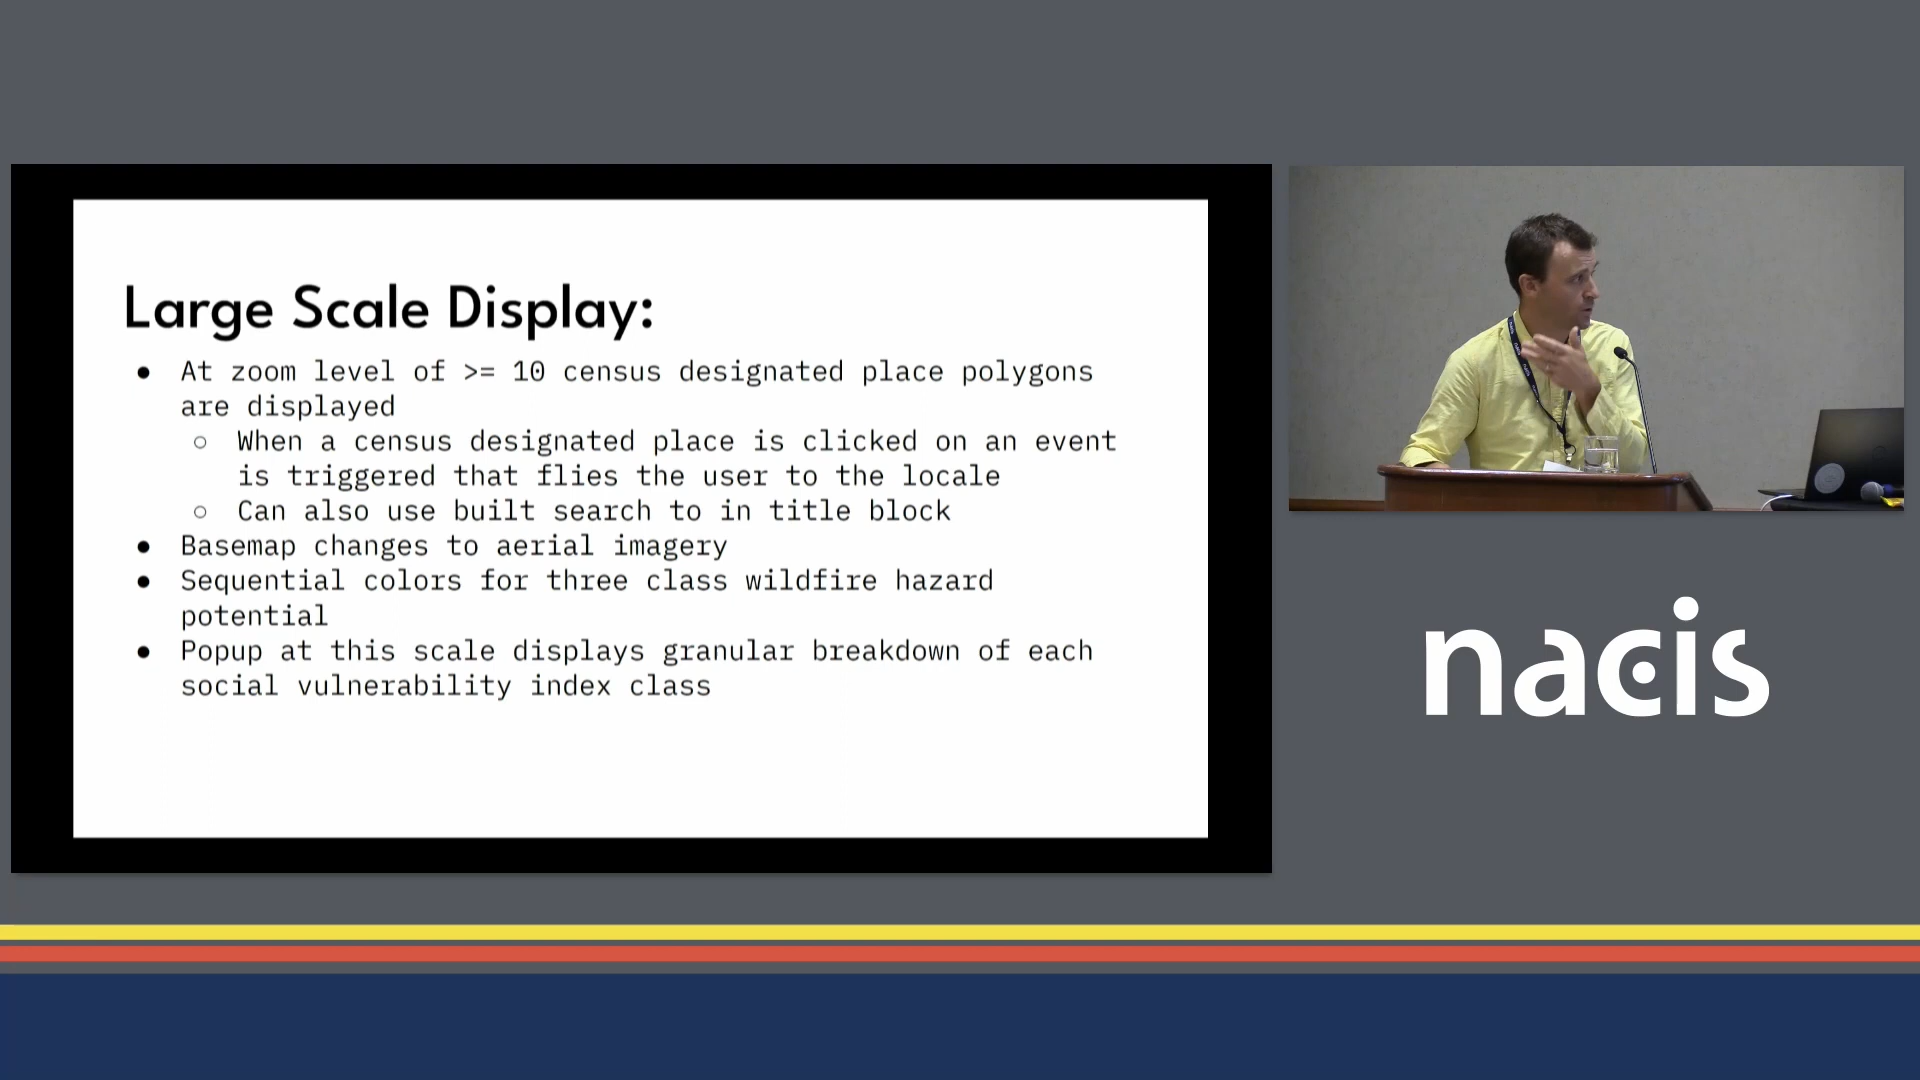 Large Scale Display:
● At zoom level of >= 10 census designated place polygons
are displayed
○ When a census designated place is clicked on an event
is triggered that flies the user to the locale
○ Can also use built search to in title block
● Basemap changes to aerial imagery
● Sequential colors for three class wildfire hazard
potential
● Popup at this scale displays granular breakdown of each
social vulnerability index class
nacis